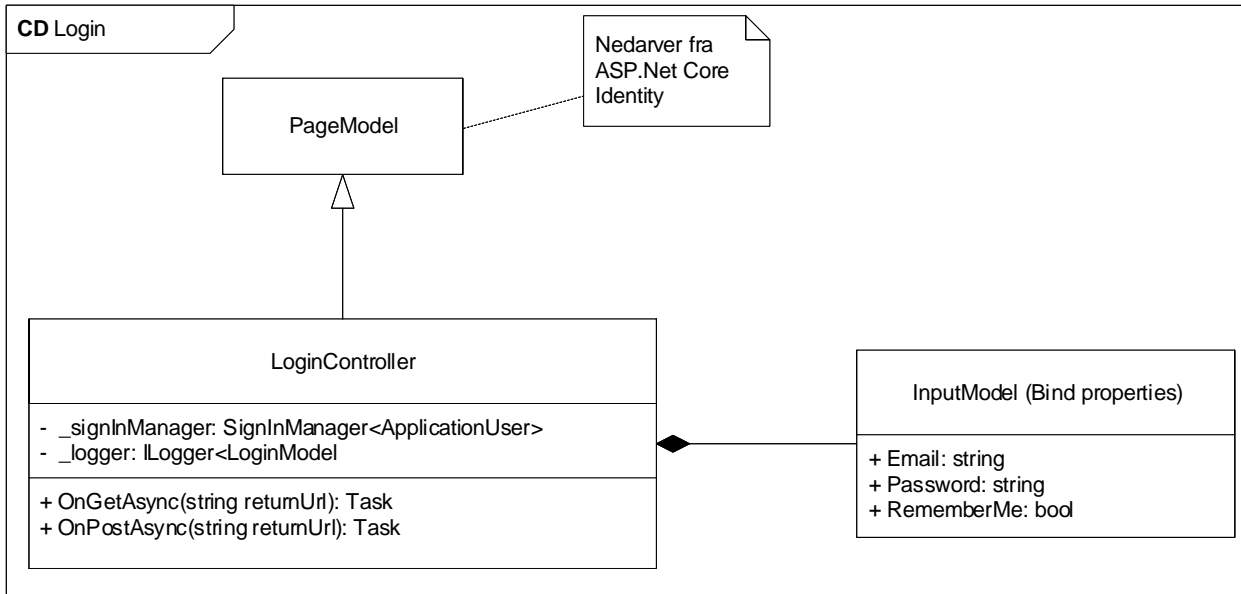 CD Login
Nedarver fra
ASP.Net Core
Identity
PageModel
LoginController
- _signInManager: SignInManager<ApplicationUser>
- _logger: ILogger<LoginModel
+ OnGetAsync(string returnUrl): Task
+ OnPostAsync(string returnUrl): Task
InputModel (Bind properties)
+ Email: string
+ Password: string
+ RememberMe: bool